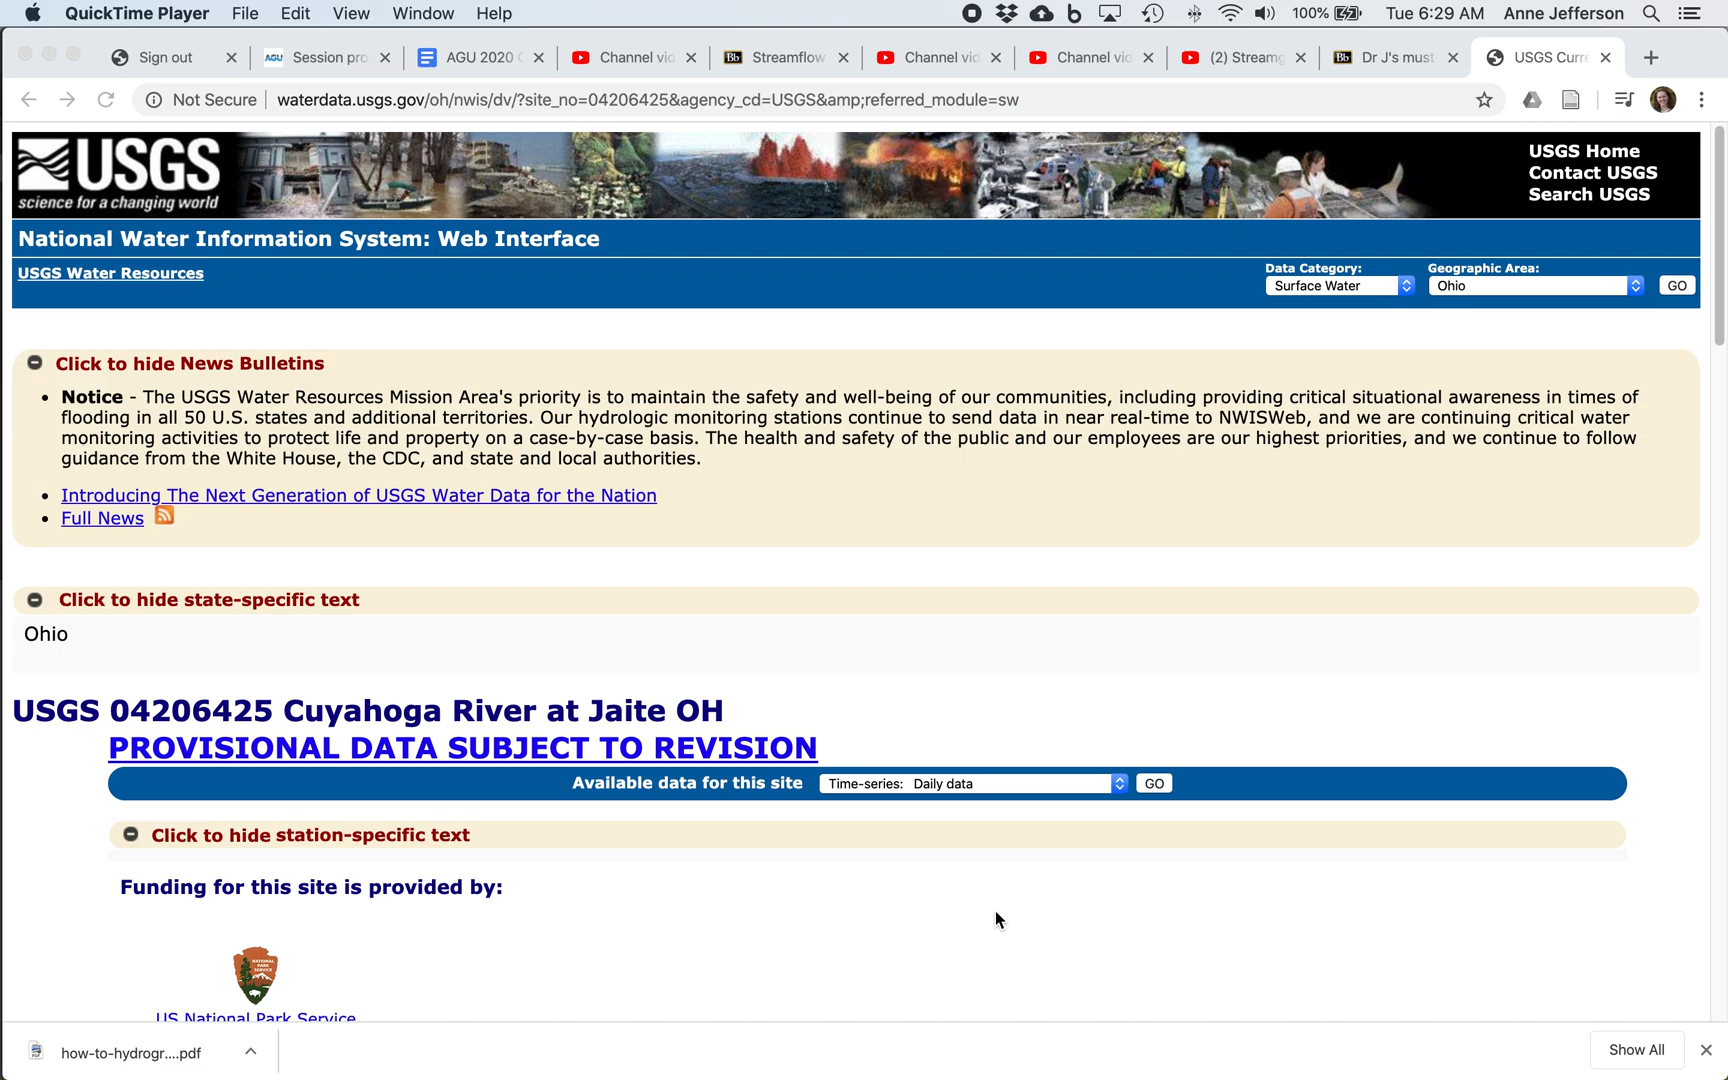 QuickTime Player File Edit View Window Help 100% Tue 6:29 AM Anne Jefferson
Sign out AGU Session pro AGU 2020 Channel vid Bb Streamflow Channel vid Channel vid (2) Streamg Bb Dr J's must USGS Curre
Not Secure waterdata.usgs.gov/oh/nwis/dv/?site_no=04206425&agency_cd=USGS&amp;referred_module=sw
USGS
science for a changing world
USGS Home
Contact USGS
Search USGS
National Water Information System: Web Interface
USGS Water Resources
Data Category: Geographic Area:
Surface Water Ohio GO
Click to hide News Bulletins
• Notice - The USGS Water Resources Mission Area's priority is to maintain the safety and well-being of our communities, including providing critical situational awareness in times of
flooding in all 50 U.S. states and additional territories. Our hydrologic monitoring stations continue to send data in near real-time to NWISWeb, and we are continuing critical water
monitoring activities to protect life and property on a case-by-case basis. The health and safety of the public and our employees are our highest priorities, and we continue to follow
guidance from the White House, the CDC, and state and local authorities.
• Introducing The Next Generation of USGS Water Data for the Nation
• Full News
Click to hide state-specific text
Ohio
USGS 04206425 Cuyahoga River at Jaite OH
PROVISIONAL DATA SUBJECT TO REVISION
Available data for this site Time-series: Daily data GO
Click to hide station-specific text
Funding for this site is provided by:
NATIONAL
PARK
SERVICE
US National Park Service
how-to-hydrogr....pdf Show All